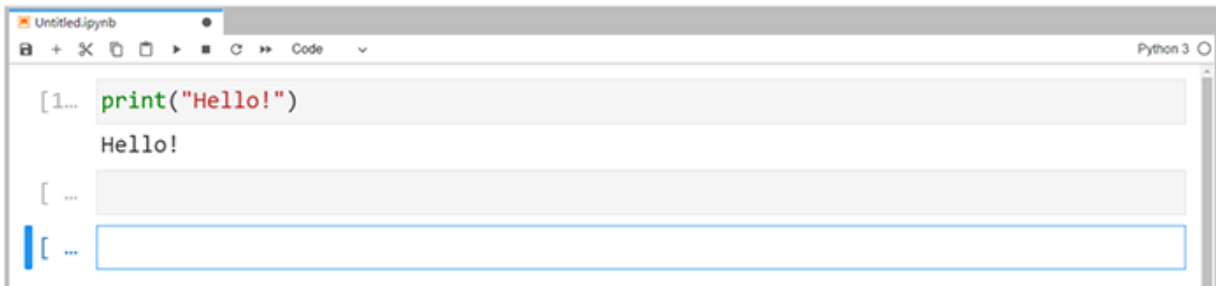 Untitled.ipynb
Code
Python 3
[1… print("Hello!")
Hello!
[ …
[ …